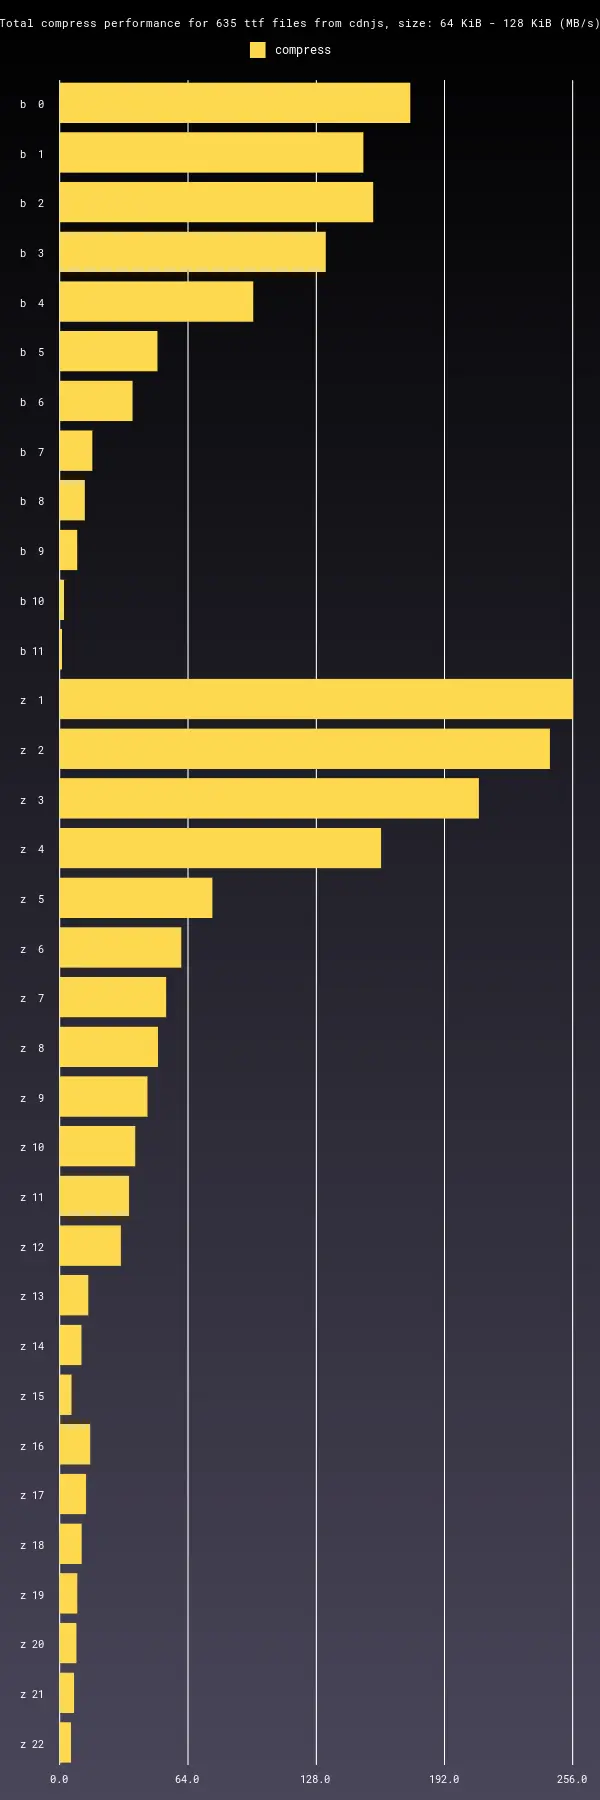 Total compress performance for 635 ttf files from cdnjs, size: 64 KiB - 128 KiB (MB/s)
compress
b 0
b 1
b 2
b 3
b 4
b 5
b 6
b 7
b 8
b 9
b 10
b 11
z 1
z 2
z 3
z 4
z 5
z 6
z 7
z 8
z 9
z 10
z 11
z 12
z 13
z 14
z 15
z 16
z 17
z 18
z 19
z 20
z 21
z 22
0.0 64.0 128.0 192.0 256.0